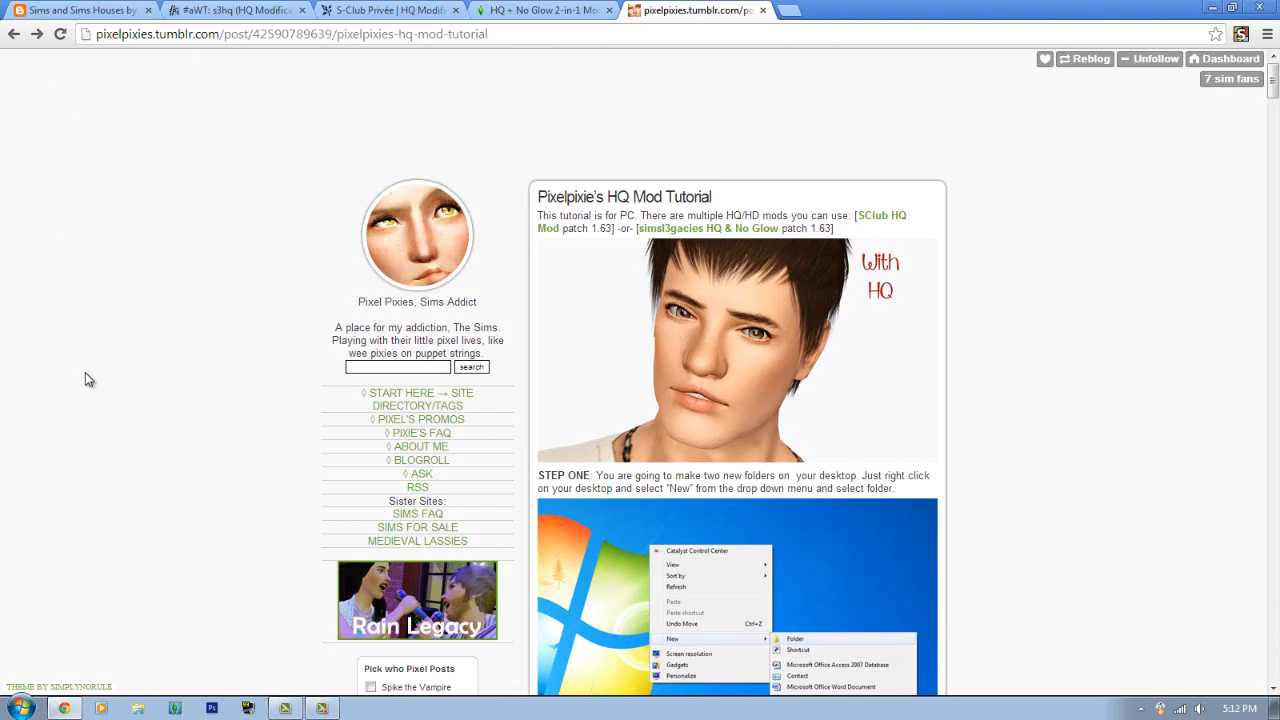 Sims and Sims Houses by
#aWT: s3hq (HQ Modifica
S-Club Privée | HQ Modifi
HQ + No Glow 2-in-1 Mod
pixelpixies.tumblr.com/po
pixelpixies.tumblr.com/post/42590789639/pixelpixies-hq-mod-tutorial
Reblog
Unfollow
Dashboard
7 sim fans
Pixel Pixies, Sims Addict
A place for my addiction, The Sims.
Playing with their little pixel lives, like
wee pixies on puppet strings.
search
◊ START HERE → SITE
DIRECTORY/TAGS
◊ PIXEL'S PROMOS
◊ PIXIE'S FAQ
◊ ABOUT ME
◊ BLOGROLL
◊ ASK
RSS
Sister Sites:
SIMS FAQ
SIMS FOR SALE
MEDIEVAL LASSIES
Rain Legacy
Pick who Pixel Posts
Spike the Vampire
Pixelpixie's HQ Mod Tutorial
This tutorial is for PC. There are multiple HQ/HD mods you can use: [SClub HQ
Mod patch 1.63] -or- [simsl3gacies HQ & No Glow patch 1.63]
With
HQ
STEP ONE: You are going to make two new folders on your desktop. Just right click
on your desktop and select "New" from the drop down menu and select folder.
Catalyst Control Center
View
Sort by
Refresh
Paste
Paste shortcut
Undo Move Ctrl+Z
New
Screen resolution
Gadgets
Personalize
Folder
Shortcut
Microsoft Office Access 2007 Database
Contact
Microsoft Office Word Document
THEME BY SIMPLYNORULE
5:12 PM